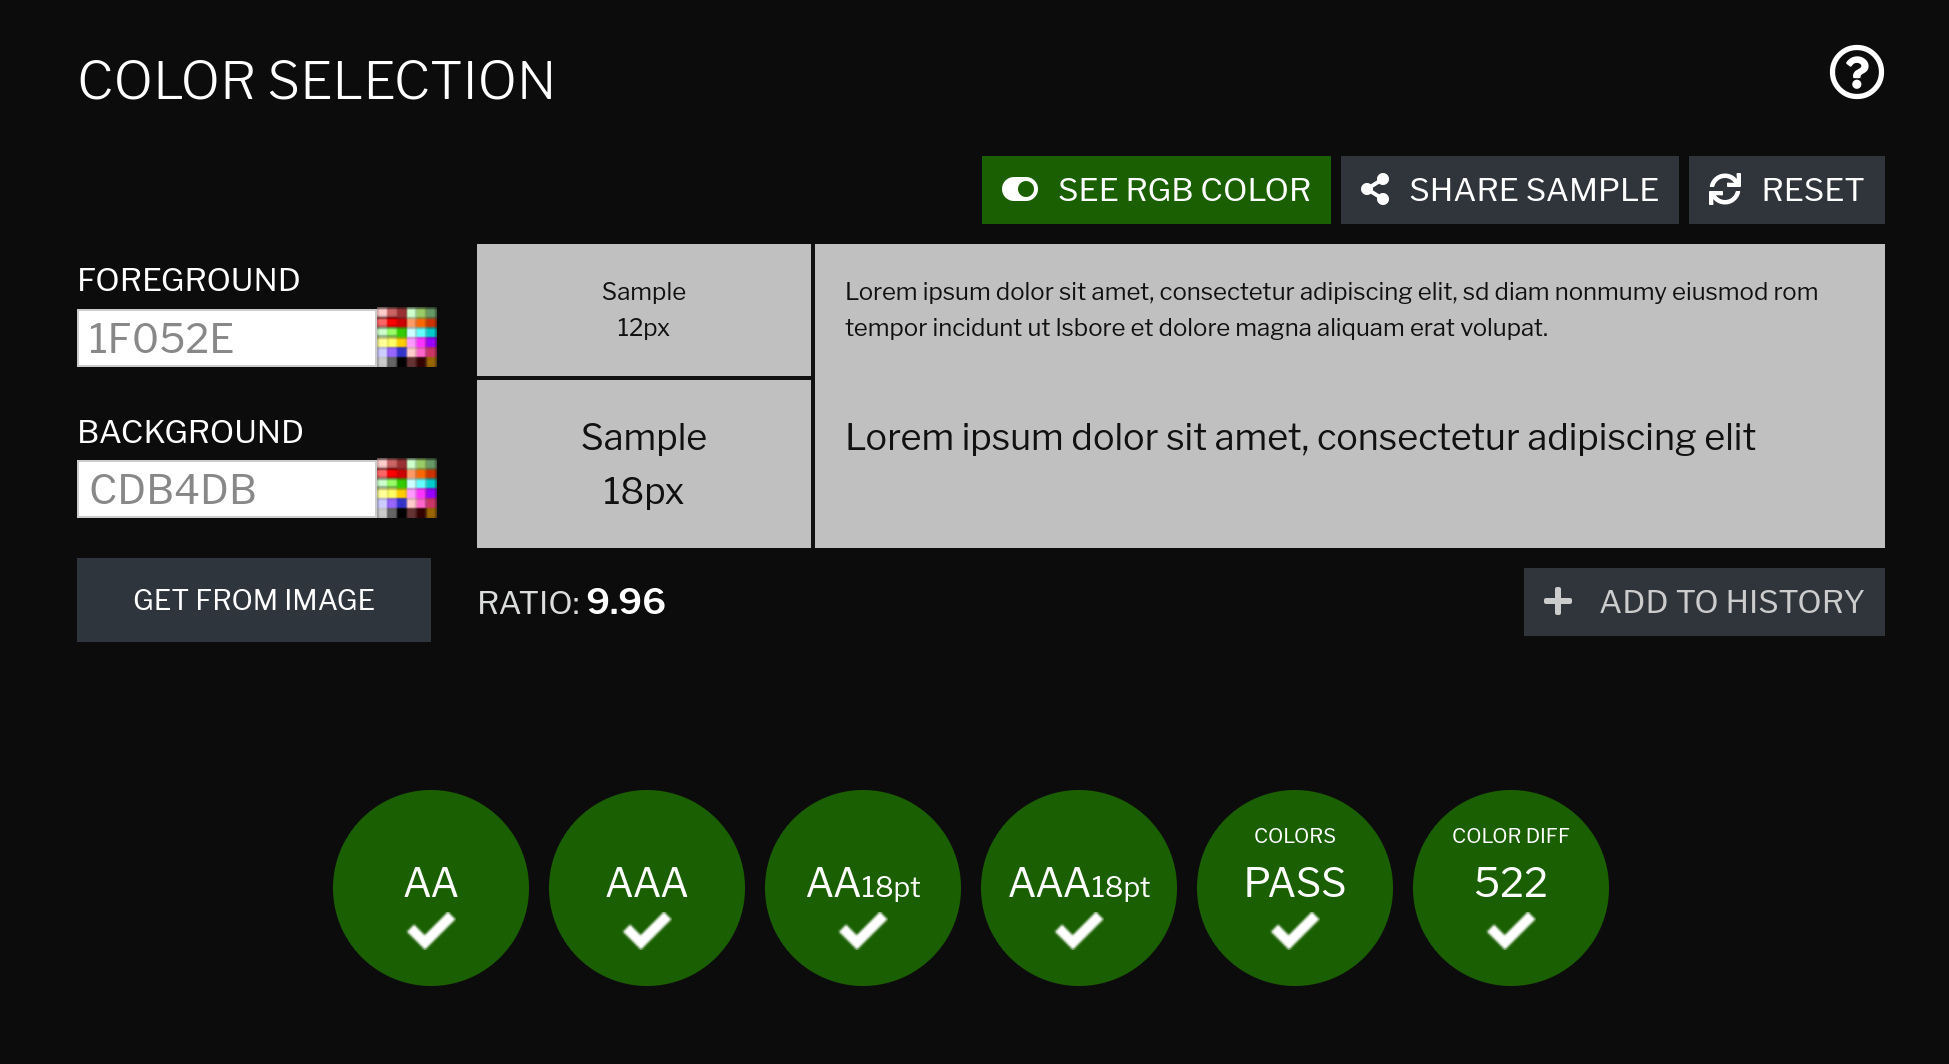 COLOR SELECTION
SEE RGB COLOR
SHARE SAMPLE
RESET
FOREGROUND
1F052E
BACKGROUND
CDB4DB
GET FROM IMAGE
Sample
12px
Lorem ipsum dolor sit amet, consectetur adipiscing elit, sd diam nonmumy eiusmod rom
tempor incidunt ut lsbore et dolore magna aliquam erat volupat.
Sample
18px
Lorem ipsum dolor sit amet, consectetur adipiscing elit
RATIO: 9.96
ADD TO HISTORY
AA
AAA
AA18pt
AAA18pt
COLORS
PASS
COLOR DIFF
522